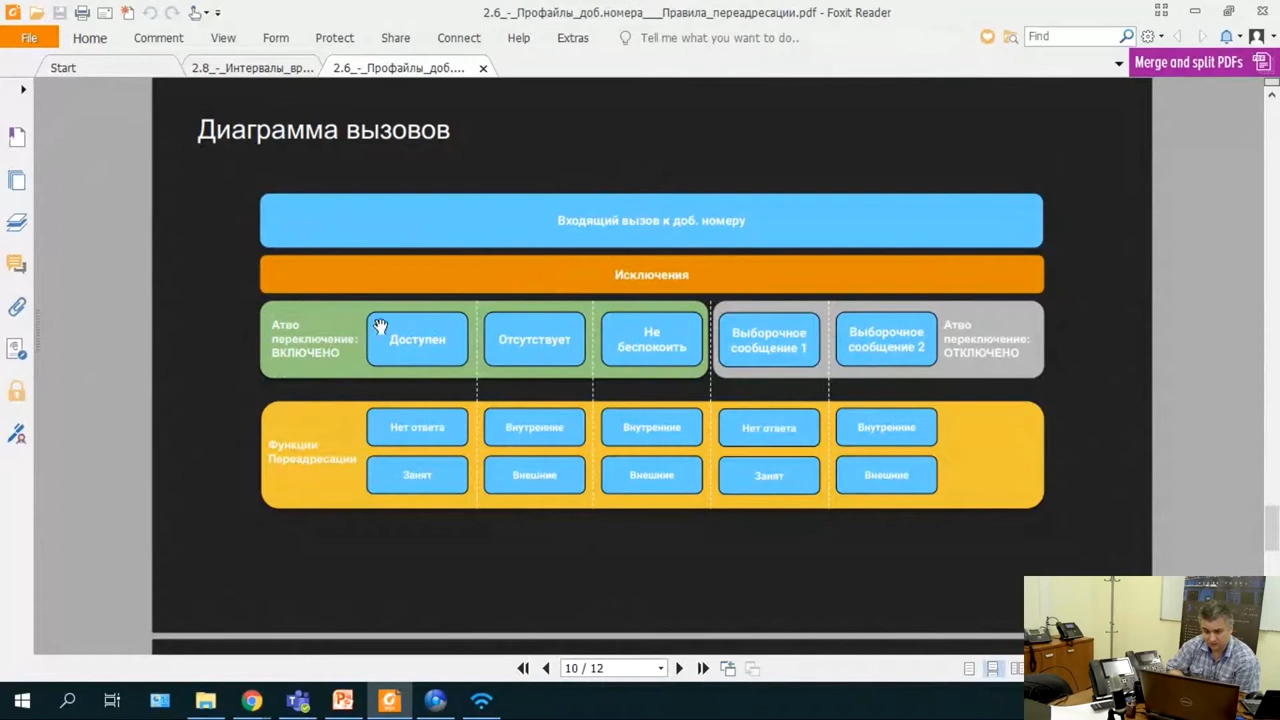 2.6_-_Профайлы_доб.номера___Правила_переадресации.pdf - Foxit Reader
File Home Comment View Form Protect Share Connect Help Extras Tell me what you want to do.. Find
Start 2.8_-_Интервалы_вр... 2.6_-_Профайлы_доб.... Merge and split PDFs
Диаграмма вызовов
Входящий вызов к доб. номеру
Исключения
Атво
переключение:
ВКЛЮЧЕНО
Доступен
Отсутствует
Не
беспокоить
Выборочное
сообщение 1
Выборочное
сообщение 2
Атво
переключение:
ОТКЛЮЧЕНО
Функции
Переадресации
Нет ответа Внутренние Внутренние Нет ответа Внутренние
Занят Внешние Внешние Занят Внешние
10 / 12